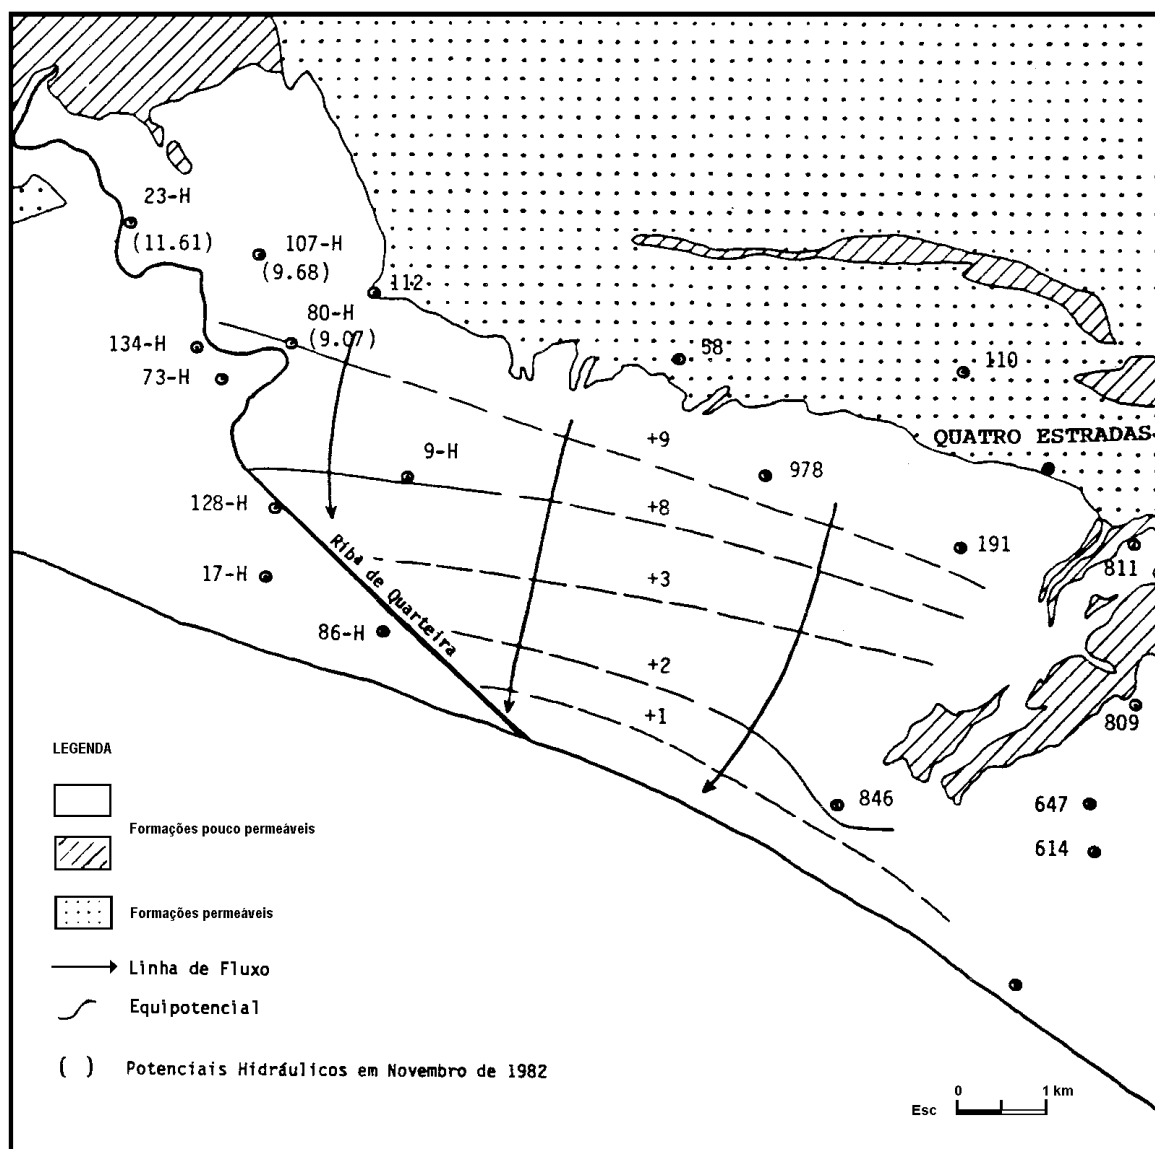 23-H
(11.61)
107-H
(9.68)
112
80-H
(9.07)
134-H
73-H
58
110
QUATRO ESTRADAS
+9
9-H
978
128-H
+8
191
811
Riba de Quarteira
17-H
+3
86-H
+2
+1
809
LEGENDA
846
647
Formações pouco permeáveis
614
Formações permeáveis
Linha de Fluxo
Equipotencial
( ) Potenciais Hidráulicos em Novembro de 1982
0 1 km
Esc